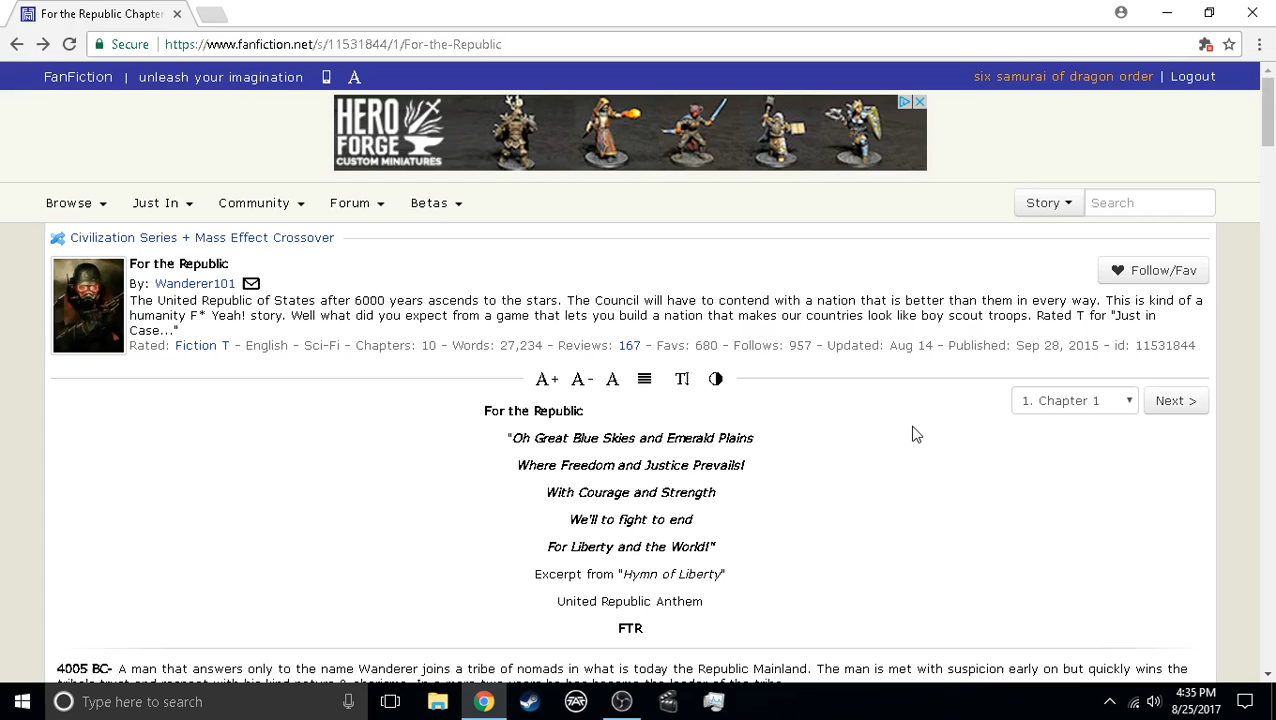 For the Republic Chapter
Secure | https://www.fanfiction.net/s/11531844/1/For-the-Republic
FanFiction | unleash your imagination A
six samurai of dragon order | Logout
HERO
FORGE
CUSTOM MINIATURES
Browse Just In Community Forum Betas
Story Search
Civilization Series + Mass Effect Crossover
For the Republic
By: Wanderer101
Follow/Fav
The United Republic of States after 6000 years ascends to the stars. The Council will have to contend with a nation that is better than them in every way. This is kind of a
humanity F* Yeah! story. Well what did you expect from a game that lets you build a nation that makes our countries look like boy scout troops. Rated T for "Just in
Case..."
Rated: Fiction T - English - Sci-Fi - Chapters: 10 - Words: 27,234 - Reviews: 167 - Favs: 680 - Follows: 957 - Updated: Aug 14 - Published: Sep 28, 2015 - id: 11531844
A+ A- A
1. Chapter 1 Next >
For the Republic:
"Oh Great Blue Skies and Emerald Plains
Where Freedom and Justice Prevails!
With Courage and Strength
We'll to fight to end
For Liberty and the World!"
Excerpt from "Hymn of Liberty"
United Republic Anthem
FTR
4005 BC- A man that answers only to the name Wanderer joins a tribe of nomads in what is today the Republic Mainland. The man is met with suspicion early on but quickly wins the
Type here to search
4:35 PM
8/25/2017